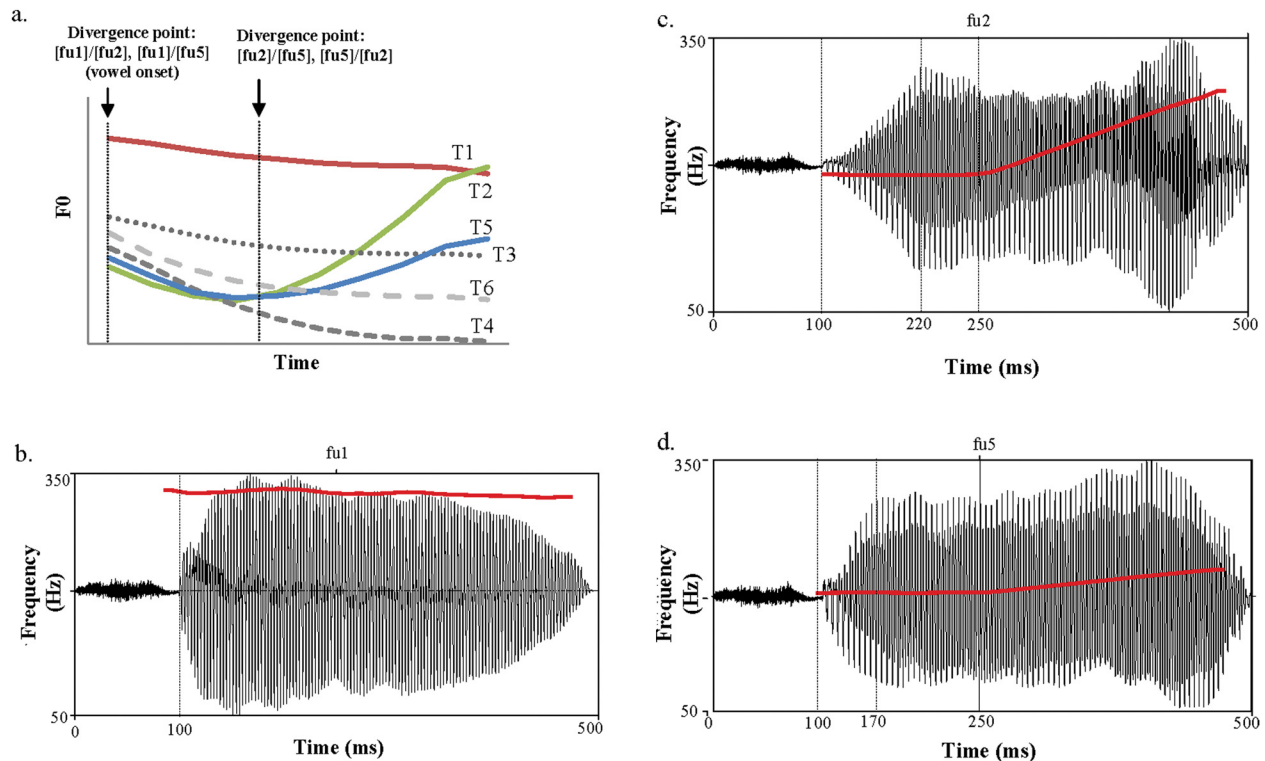 a.
Divergence point:
[fu1]/[fu2], [fu1]/[fu5]
(vowel onset)
Divergence point:
[fu2]/[fu5], [fu5]/[fu2]
F0
T1
T2
T5
T3
T6
T4
Time
b.
fu1
350
Frequency
(Hz)
50
0
100
500
Time (ms)
c.
fu2
350
Frequency
(Hz)
50
0
100
220
250
500
Time (ms)
d.
fu5
350
Frequency
(Hz)
50
0
100
170
250
500
Time (ms)